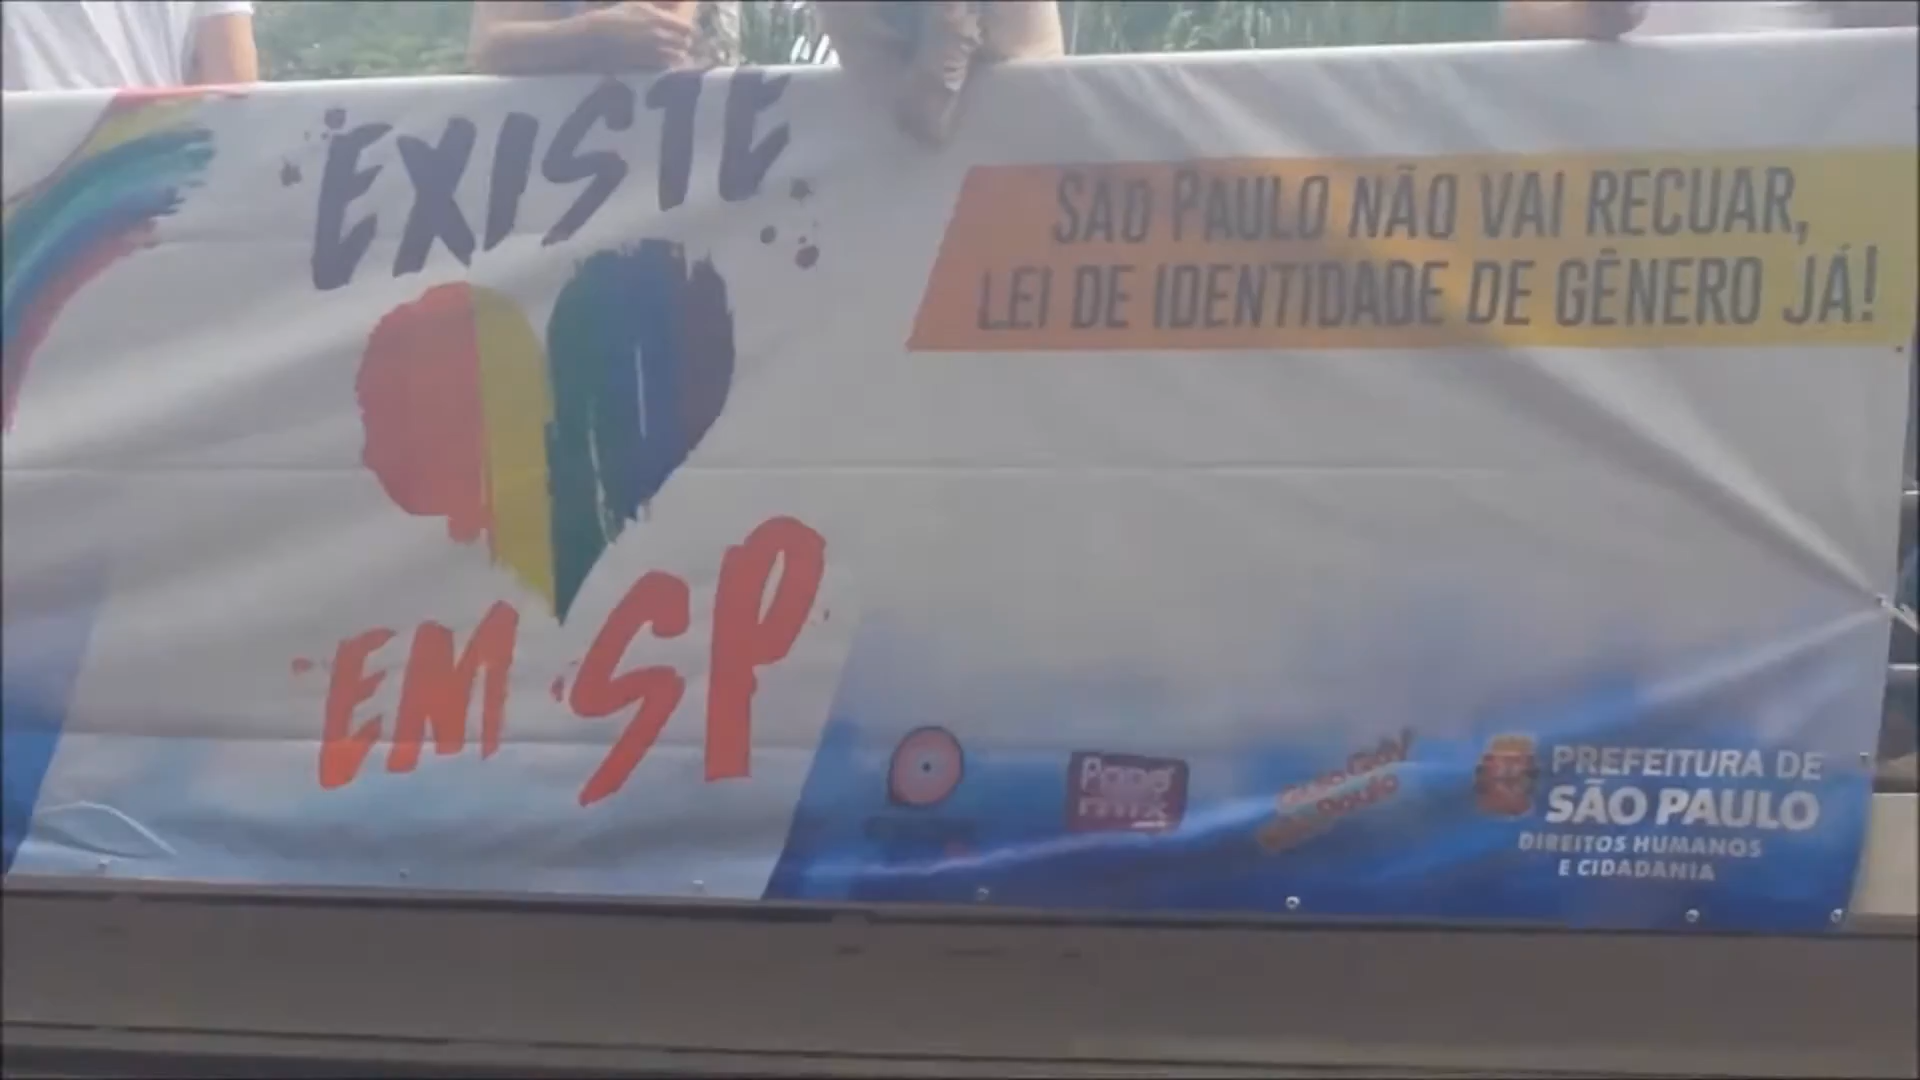 EXISTE
EM SP
SÃO PAULO NÃO VAI RECUAR,
LEI DE IDENTIDADE DE GÊNERO JÁ!
mix
PREFEITURA DE
SÃO PAULO
DIREITOS HUMANOS
E CIDADANIA